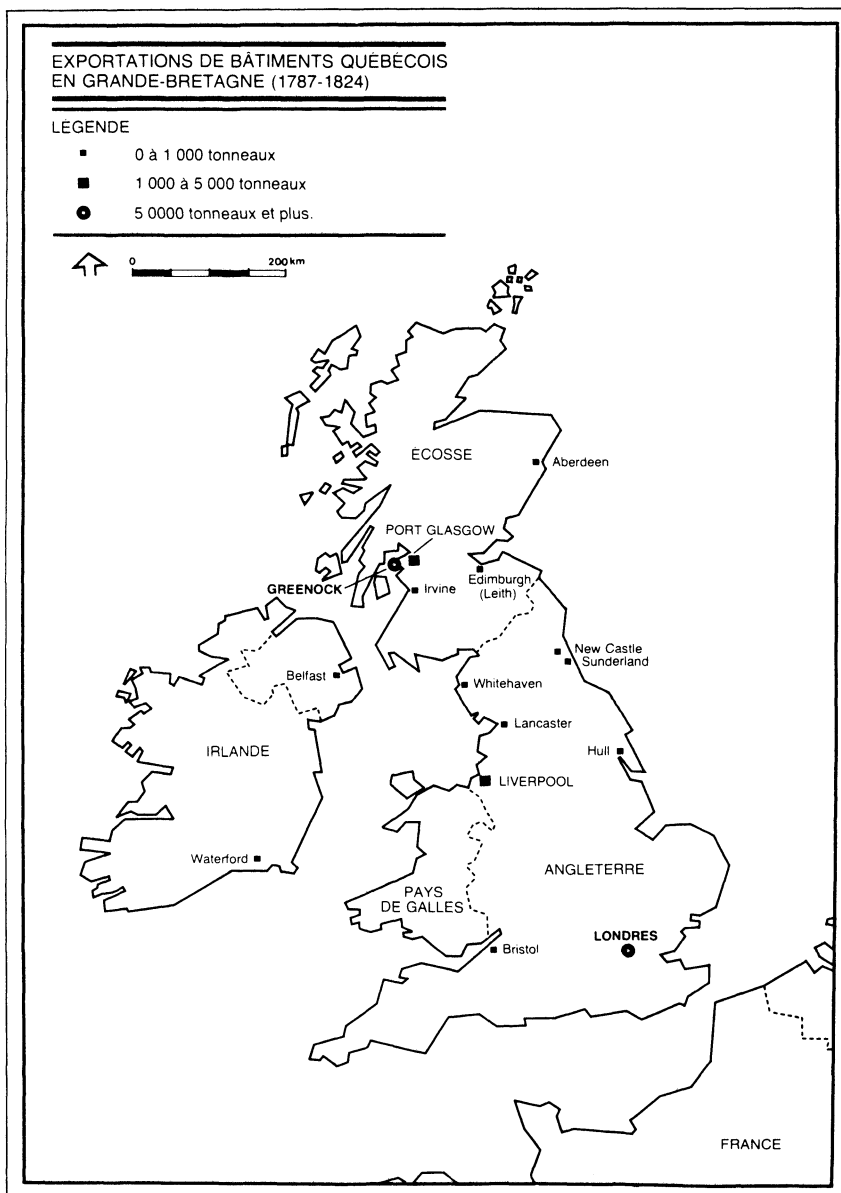 EXPORTATIONS DE BÂTIMENTS QUÉBÉCOIS
EN GRANDE-BRETAGNE (1787-1824)
LÉGENDE
0 à 1 000 tonneaux
1 000 à 5 000 tonneaux
5 0000 tonneaux et plus.
0 200 km
ÉCOSSE
Aberdeen
PORT GLASGOW
GREENOCK
Edimburgh
(Leith)
Irvine
New Castle
Sunderland
Belfast
Whitehaven
Lancaster
IRLANDE
Hull
LIVERPOOL
Waterford
ANGLETERRE
PAYS
DE GALLES
LONDRES
Bristol
FRANCE